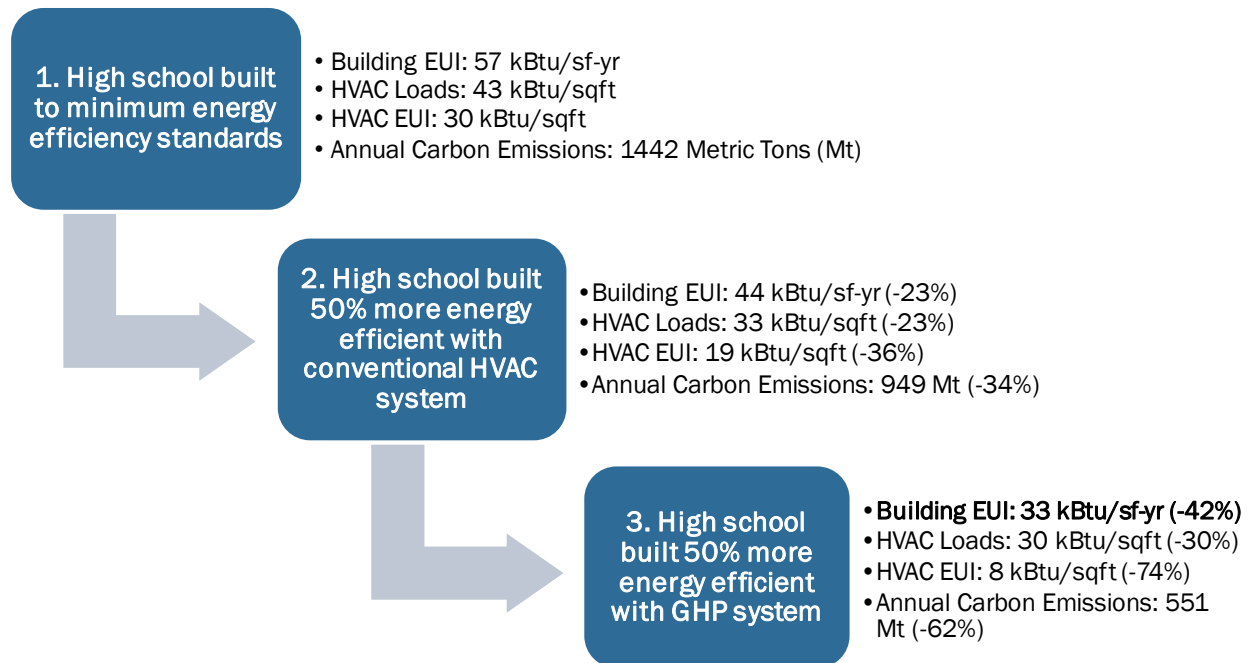 1. High school built
to minimum energy
efficiency standards
• Building EUI: 57 kBtu/sf-yr
• HVAC Loads: 43 kBtu/sqft
• HVAC EUI: 30 kBtu/sqft
• Annual Carbon Emissions: 1442 Metric Tons (Mt)
2. High school built
50% more energy
efficient with
conventional HVAC
system
•Building EUI: 44 kBtu/sf-yr (-23%)
•HVAC Loads: 33 kBtu/sqft (-23%)
•HVAC EUI: 19 kBtu/sqft (-36%)
•Annual Carbon Emissions: 949 Mt (-34%)
3. High school
built 50% more
energy efficient
with GHP system
•Building EUI: 33 kBtu/sf-yr (-42%)
•HVAC Loads: 30 kBtu/sqft (-30%)
•HVAC EUI: 8 kBtu/sqft (-74%)
•Annual Carbon Emissions: 551
Mt (-62%)